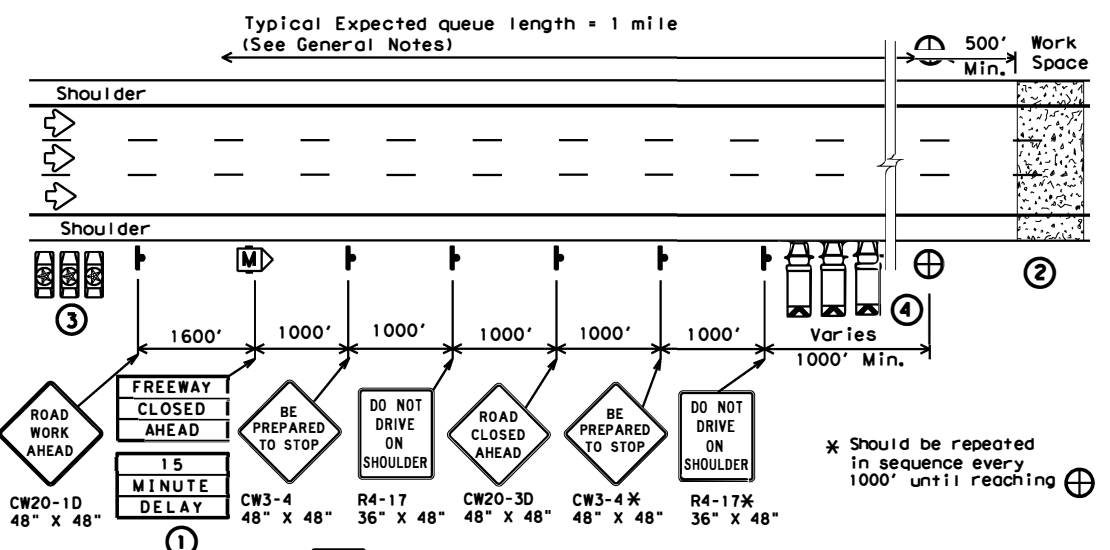 Typical Expected queue length = 1 mile
(See General Notes)
500' Work
Min. Space
Shoulder
Shoulder
M
3
2
4
1600' 1000' 1000' 1000' 1000' 1000' Varies
1000' Min.
ROAD
WORK
AHEAD
CW20-1D
48" X 48"
FREEWAY
CLOSED
AHEAD
15
MINUTE
DELAY
1
BE
PREPARED
TO STOP
CW3-4
48" X 48"
DO NOT
DRIVE
ON
SHOULDER
R4-17
36" X 48"
ROAD
CLOSED
AHEAD
CW20-3D
48" X 48"
BE
PREPARED
TO STOP
CW3-4*
48" X 48"
DO NOT
DRIVE
ON
SHOULDER
R4-17*
36" X 48"
* Should be repeated
in sequence every
1000' until reaching